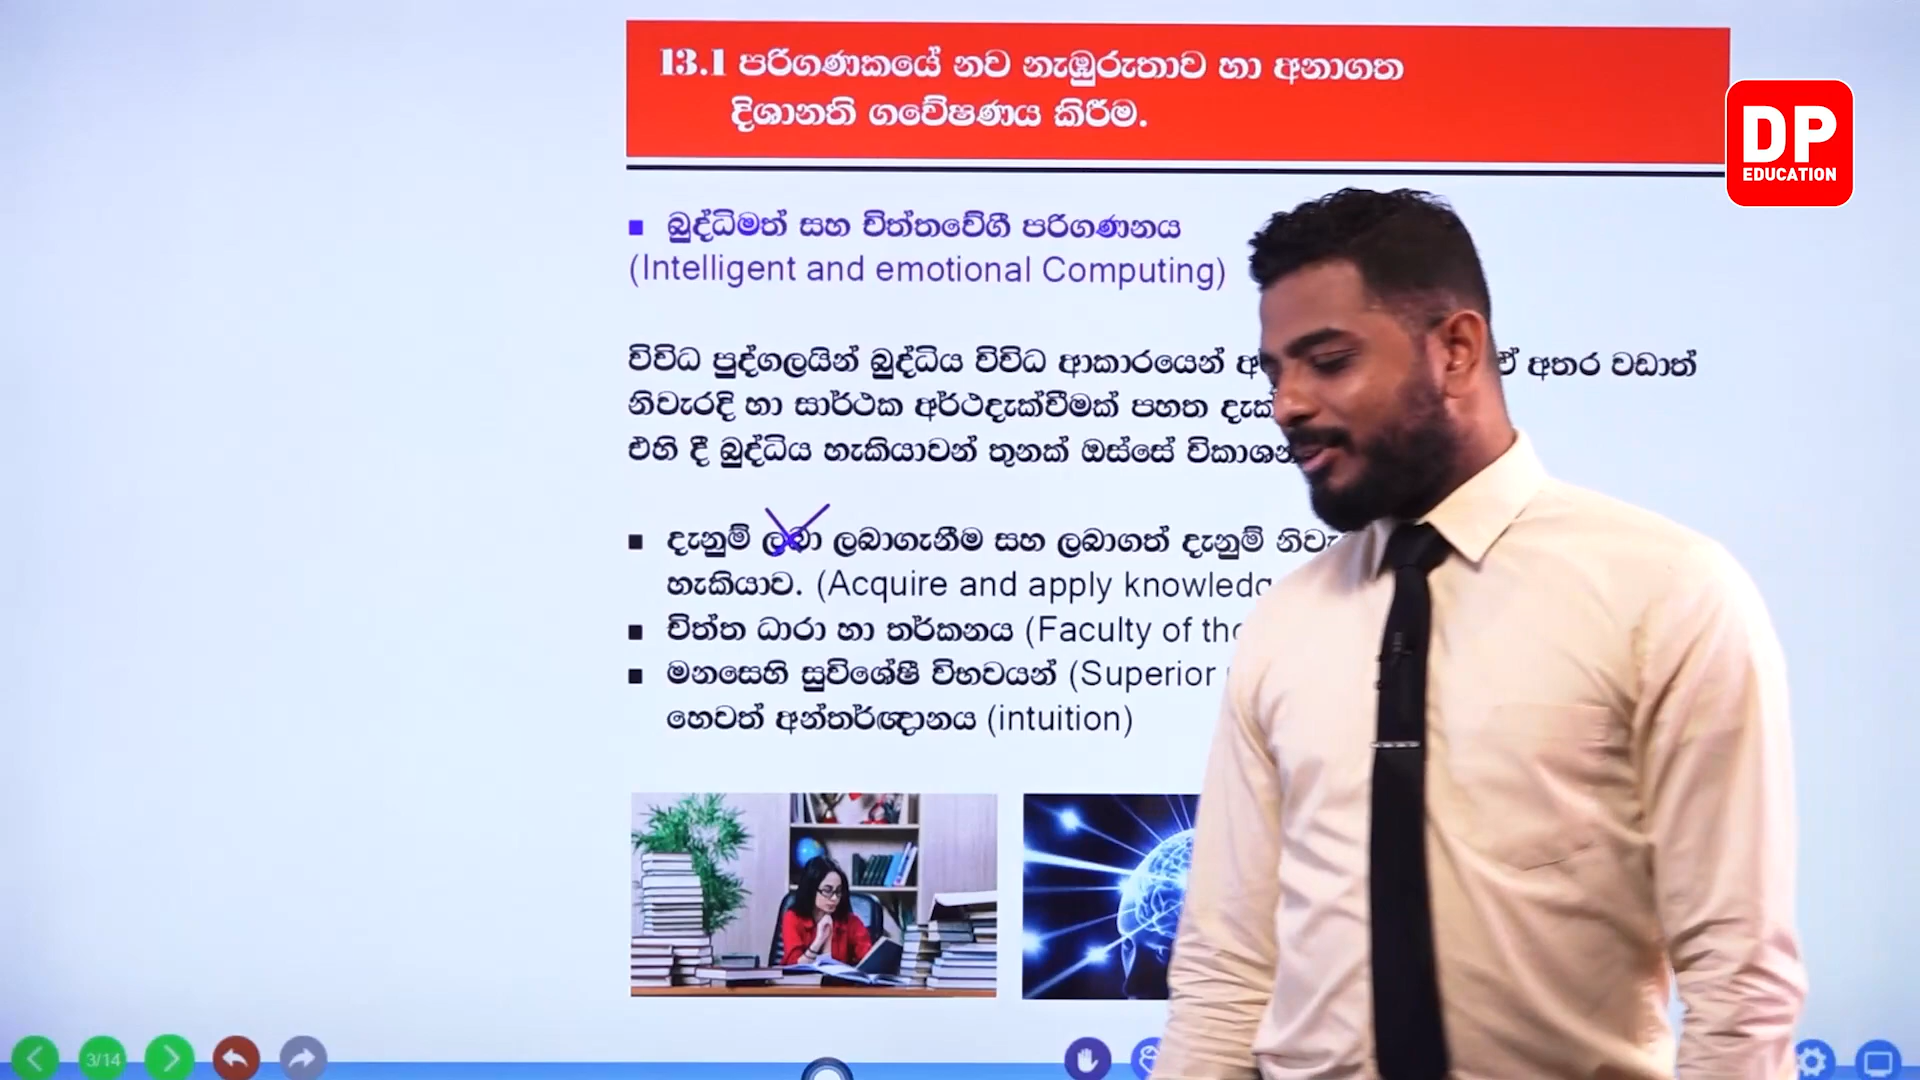 13.1 පරිගණකයේ නව නැඹුරුතාව හා අනාගත
දිශානති ගවේෂණය කිරීම.
DP
EDUCATION
■ බුද්ධිමත් සහ චිත්තවේගී පරිගණනය
(Intelligent and emotional Computing)
විවිධ පුද්ගලයින් බුද්ධිය විවිධ ආකාරයෙන් ඒ අතර වඩාත්
නිවැරදි හා සාර්ථක අර්ථදැක්වීමක් පහත
එහි දී බුද්ධිය හැකියාවන් තුනක් ඔස්සේ
■ දැනුම් ලබා ලබාගැනීම සහ ලබාගත් දැනුම්
හැකියාව. (Acquire and apply
■ චිත්ත ධාරා හා තර්කනය (Faculty of
■ මනසෙහි සුවිශේෂී විභවයන් (Superior
හෙවත් අන්තර්ඥානය (intuition)
3/14